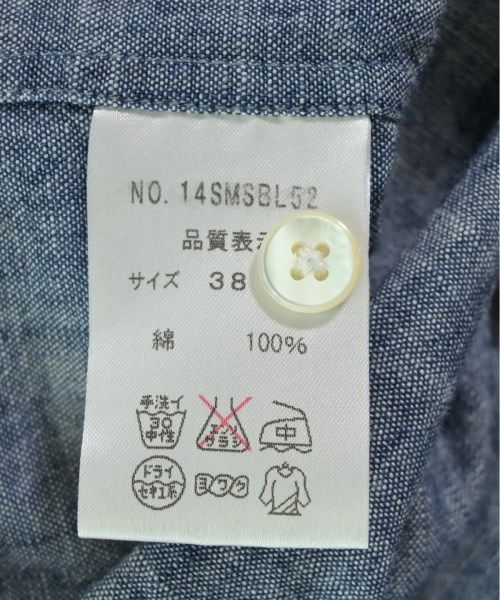 NO. 14SMSBL52
品質表示
サイズ 38
綿 100%
手洗イ
30
中性
エンソ
サラシ
中
ドライ
セキユ系
ヨワク